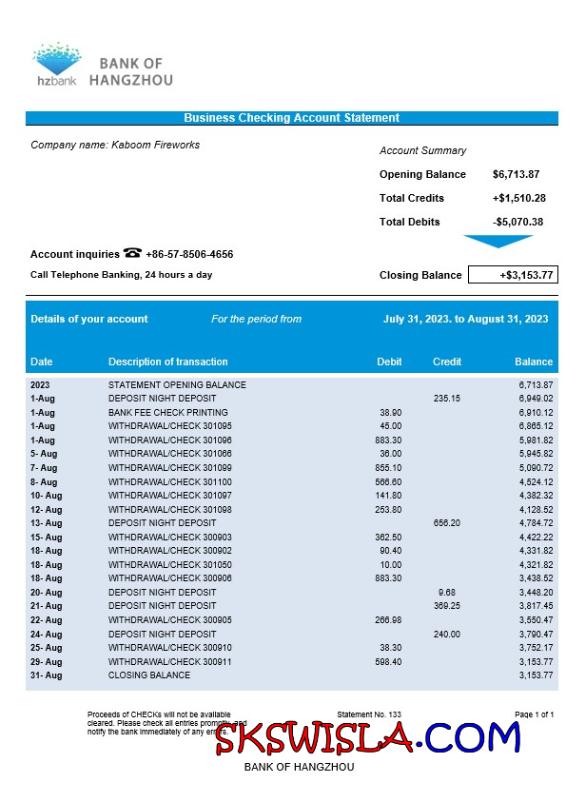 hzbank
BANK OF
HANGZHOU
Business Checking Account Statement
Company name: Kaboom Fireworks
Account Summary
Opening Balance $6,713.87
Total Credits +$1,510.28
Total Debits -$5,070.38
Account inquiries ☎ +86-57-8506-4656
Call Telephone Banking, 24 hours a day
Closing Balance +$3,153.77
Details of your account For the period from July 31, 2023. to August 31, 2023
Date Description of transaction Debit Credit Balance
2023 STATEMENT OPENING BALANCE 6,713.87
1-Aug DEPOSIT NIGHT DEPOSIT 235.15 6,949.02
1-Aug BANK FEE CHECK PRINTING 38.90 6,910.12
1-Aug WITHDRAWAL/CHECK 301095 45.00 6,865.12
1-Aug WITHDRAWAL/CHECK 301096 883.30 5,981.82
5- Aug WITHDRAWAL/CHECK 301066 36.00 5,945.82
7- Aug WITHDRAWAL/CHECK 301099 855.10 5,090.72
8- Aug WITHDRAWAL/CHECK 301100 566.60 4,524.12
10- Aug WITHDRAWAL/CHECK 301097 141.80 4,382.32
12- Aug WITHDRAWAL/CHECK 301098 253.80 4,128.52
13- Aug DEPOSIT NIGHT DEPOSIT 656.20 4,784.72
15- Aug WITHDRAWAL/CHECK 300903 362.50 4,422.22
18- Aug WITHDRAWAL/CHECK 300902 90.40 4,331.82
18- Aug WITHDRAWAL/CHECK 301050 10.00 4,321.82
18- Aug WITHDRAWAL/CHECK 300906 883.30 3,438.52
20- Aug DEPOSIT NIGHT DEPOSIT 9.68 3,448.20
21- Aug DEPOSIT NIGHT DEPOSIT 369.25 3,817.45
22- Aug WITHDRAWAL/CHECK 300905 266.98 3,550.47
24- Aug DEPOSIT NIGHT DEPOSIT 240.00 3,790.47
25- Aug WITHDRAWAL/CHECK 300910 38.30 3,752.17
29- Aug WITHDRAWAL/CHECK 300911 598.40 3,153.77
31- Aug CLOSING BALANCE 3,153.77
Proceeds of CHECKs will not be available
cleared. Please check all entries promptly and
notify the bank immediately of any errors.
Statement No. 133
Page 1 of 1
SKSWISLA.COM
BANK OF HANGZHOU